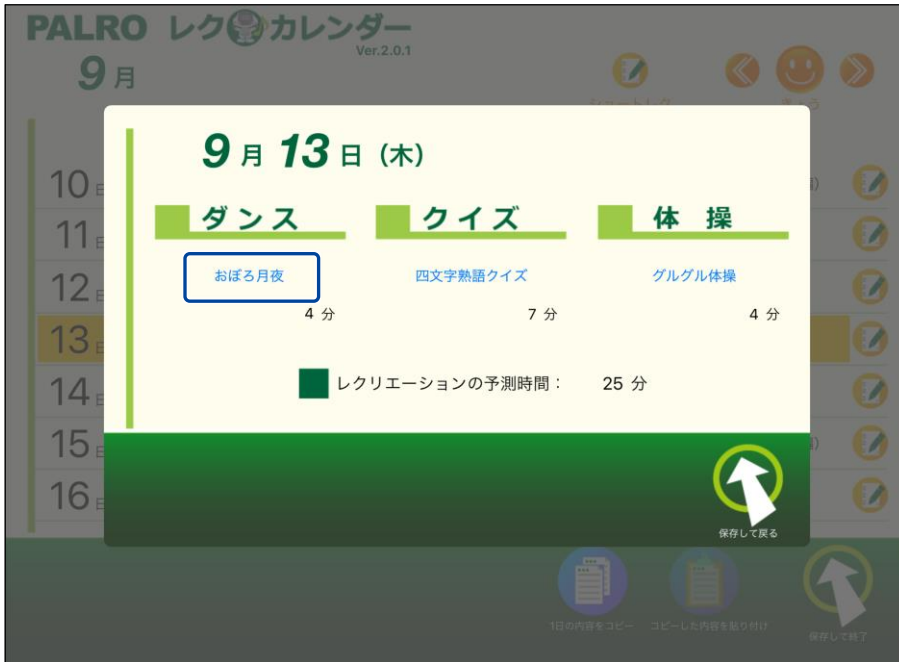 PALRO レクカレンダー
Ver.2.0.1
9月
9月13日（木）
ダンス クイズ 体操
おぼろ月夜 四文字熟語クイズ グルグル体操
4 分 7 分 4 分
レクリエーションの予測時間： 25 分
保存して戻る
10日
11日
12日
13日
14日
15日
16日
1日の内容をコピー コピーした内容を貼り付け 保存して終了